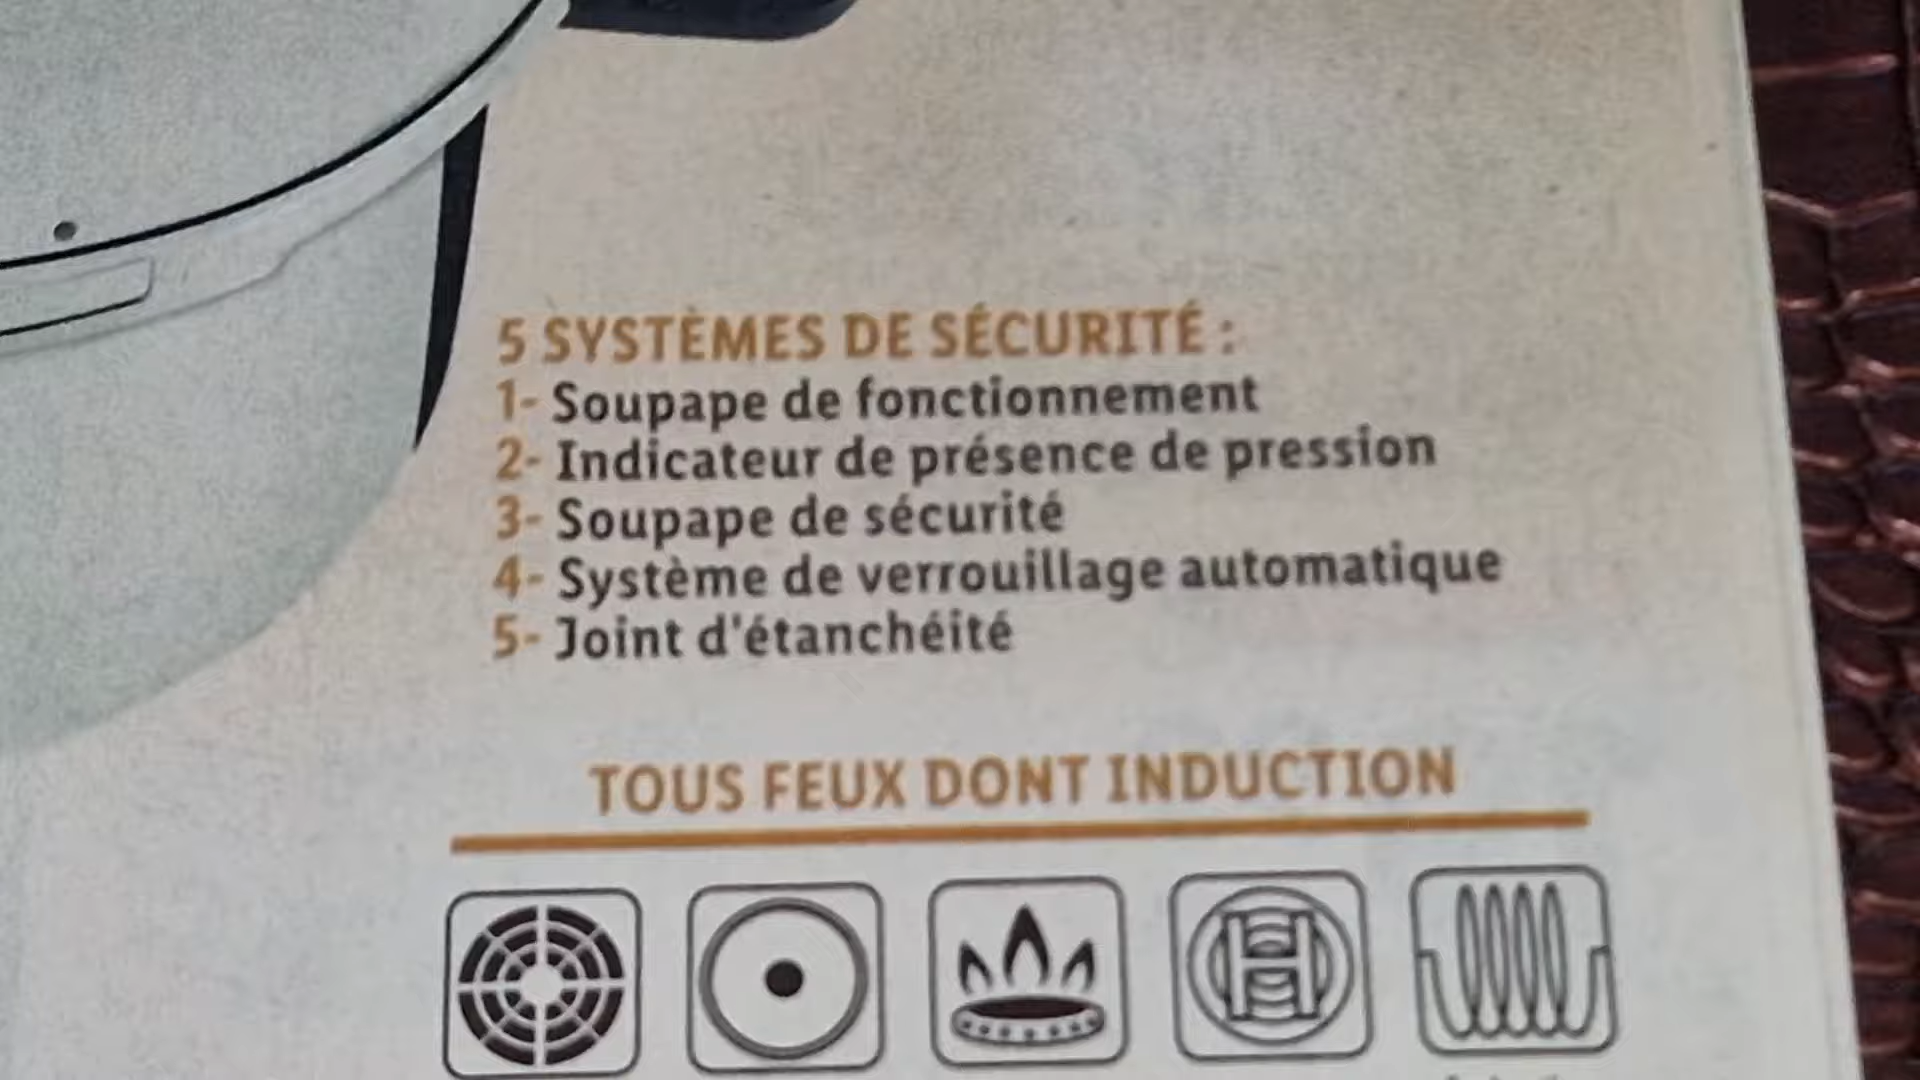 5 SYSTÈMES DE SÉCURITÉ :
1- Soupape de fonctionnement
2- Indicateur de présence de pression
3- Soupape de sécurité
4- Système de verrouillage automatique
5- Joint d'étanchéité
TOUS FEUX DONT INDUCTION